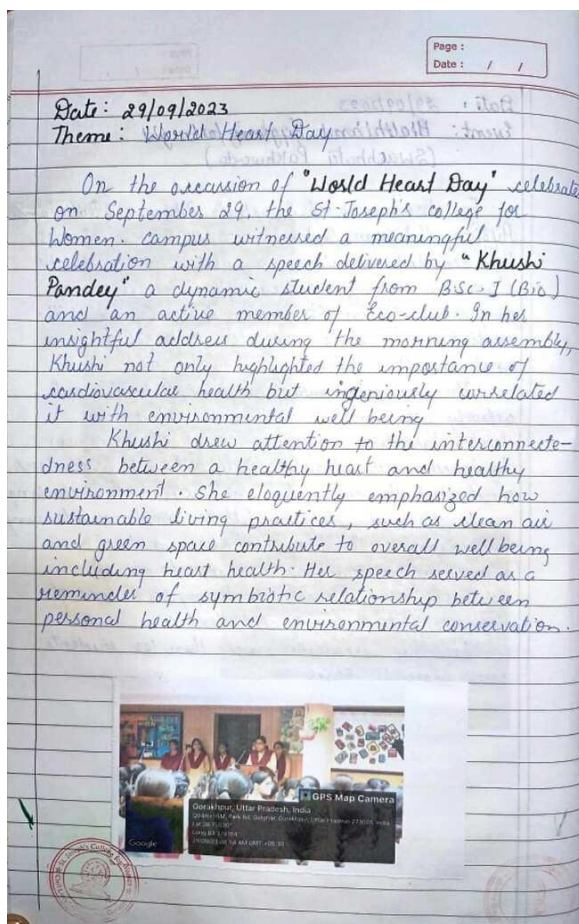 Page :
Date : / /
Date: 29/09/2023
Theme: World Heart Day
On the occassion of "World Heart Day" celebrate
on September 29, the St. Joseph's college for
Women. campus witnessed a meaningful
celebration with a speech delivered by "Khushi
Pandey" a dynamic student from B.Sc-I (Bio)
and an active member of Eco-club. In her
insightful address during the morning assembly,
Khushi not only highlighted the importance of
cardiovascular health but ingeniously correlated
it with environmental well being
Khushi drew attention to the interconnecte-
dness between a healthy heart and healthy
environment. She eloquently emphasized how
sustainable living practices, such as clean air
and green space contribute to overall well being
including heart health. Her speech served as a
reminder of symbiotic relationship between
personal health and environmental conservation.
GPS Map Camera
Gorakhpur, Uttar Pradesh, India
Google